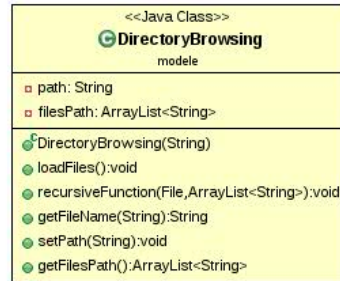 <<Java Class>>
DirectoryBrowsing
modele
path: String
filesPath: ArrayList<String>
DirectoryBrowsing(String)
loadFiles():void
recursiveFunction(File,ArrayList<String>):void
getFileName(String):String
setPath(String):void
getFilesPath():ArrayList<String>